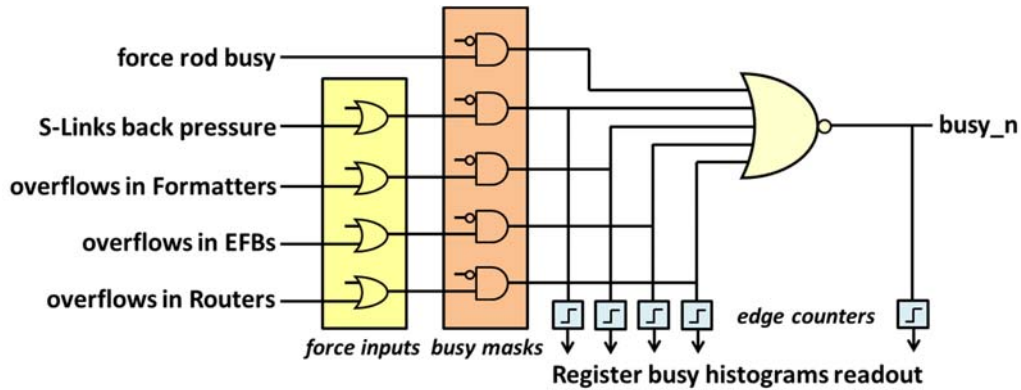 force rod busy
S-Links back pressure
busy_n
overflows in Formatters
overflows in EFBs
overflows in Routers
edge counters
force inputs
busy masks
Register busy histograms readout